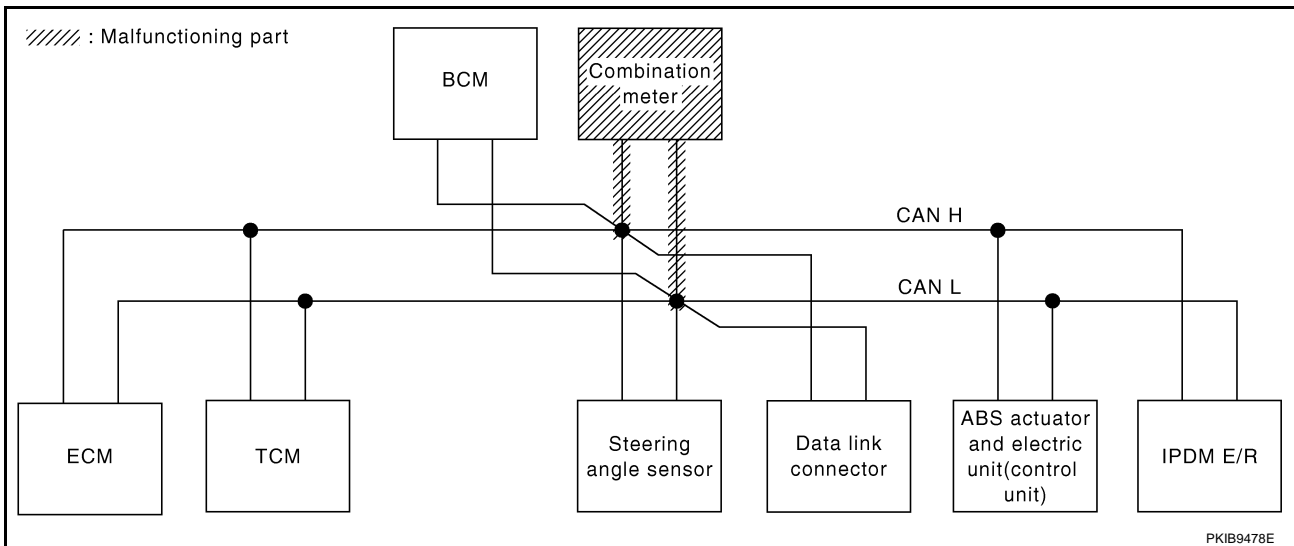 : Malfunctioning part
BCM
Combination
meter
CAN H
CAN L
ECM
TCM
Steering
angle sensor
Data link
connector
ABS actuator
and electric
unit(control
unit)
IPDM E/R
PKIB9478E